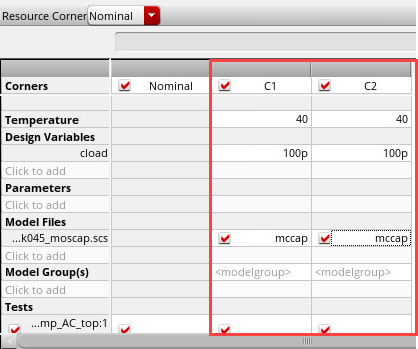 Resource Corner Nominal
Corners Nominal C1 C2
Temperature 40 40
Design Variables
cload 100p 100p
Click to add
Parameters
Click to add
Model Files
...k045_moscap.scs mccap mccap
Click to add
Model Group(s) <modelgroup> <modelgroup>
Click to add
Tests
...mp_AC_top:1